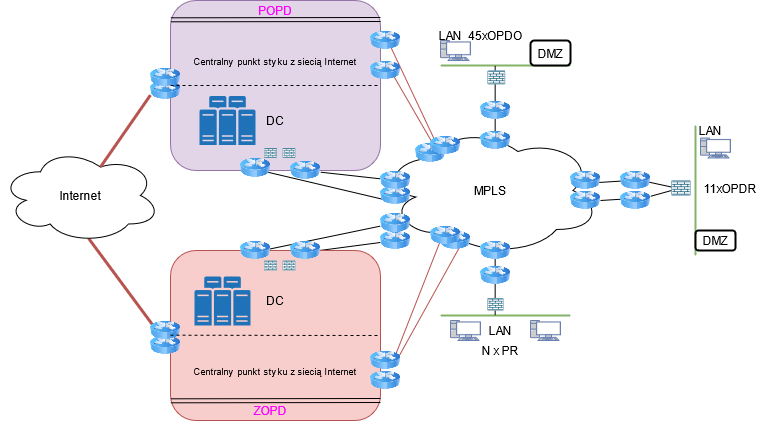 POPD
LAN 45xOPDO
DMZ
Centralny punkt styku z siecią Internet
DC
LAN
Internet
MPLS
11xOPDR
DMZ
DC
LAN
N x PR
Centralny punkt styku z siecią Internet
ZOPD